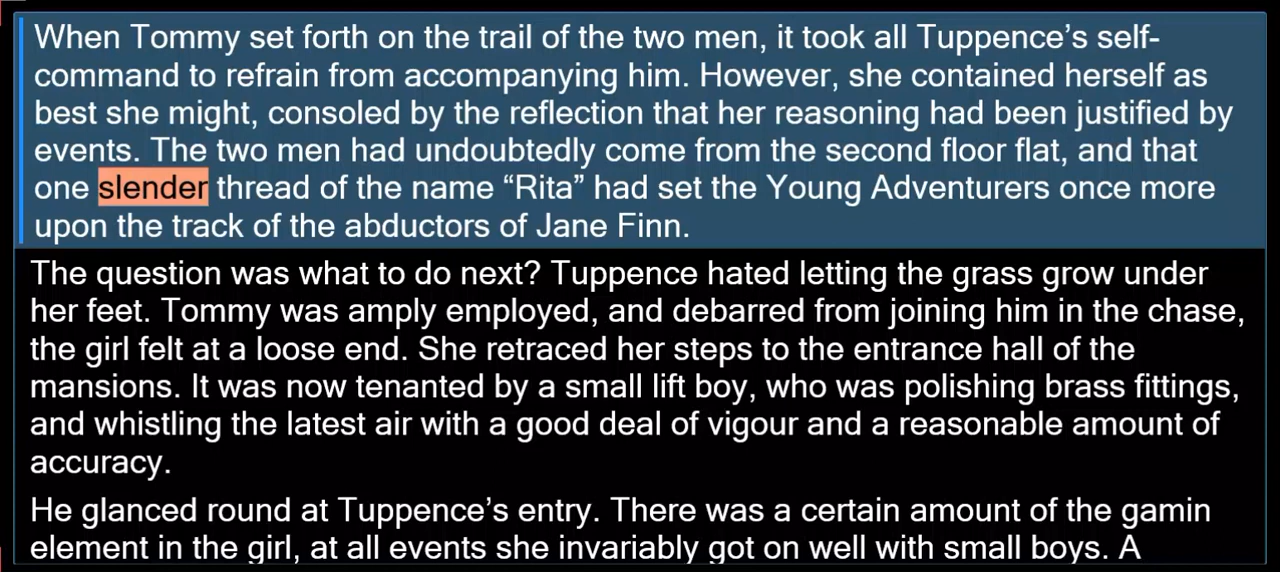 When Tommy set forth on the trail of the two men, it took all Tuppence’s self-
command to refrain from accompanying him. However, she contained herself as
best she might, consoled by the reflection that her reasoning had been justified by
events. The two men had undoubtedly come from the second floor flat, and that
one slender thread of the name “Rita” had set the Young Adventurers once more
upon the track of the abductors of Jane Finn.
The question was what to do next? Tuppence hated letting the grass grow under
her feet. Tommy was amply employed, and debarred from joining him in the chase,
the girl felt at a loose end. She retraced her steps to the entrance hall of the
mansions. It was now tenanted by a small lift boy, who was polishing brass fittings,
and whistling the latest air with a good deal of vigour and a reasonable amount of
accuracy.
He glanced round at Tuppence’s entry. There was a certain amount of the gamin
element in the girl, at all events she invariably got on well with small boys. A